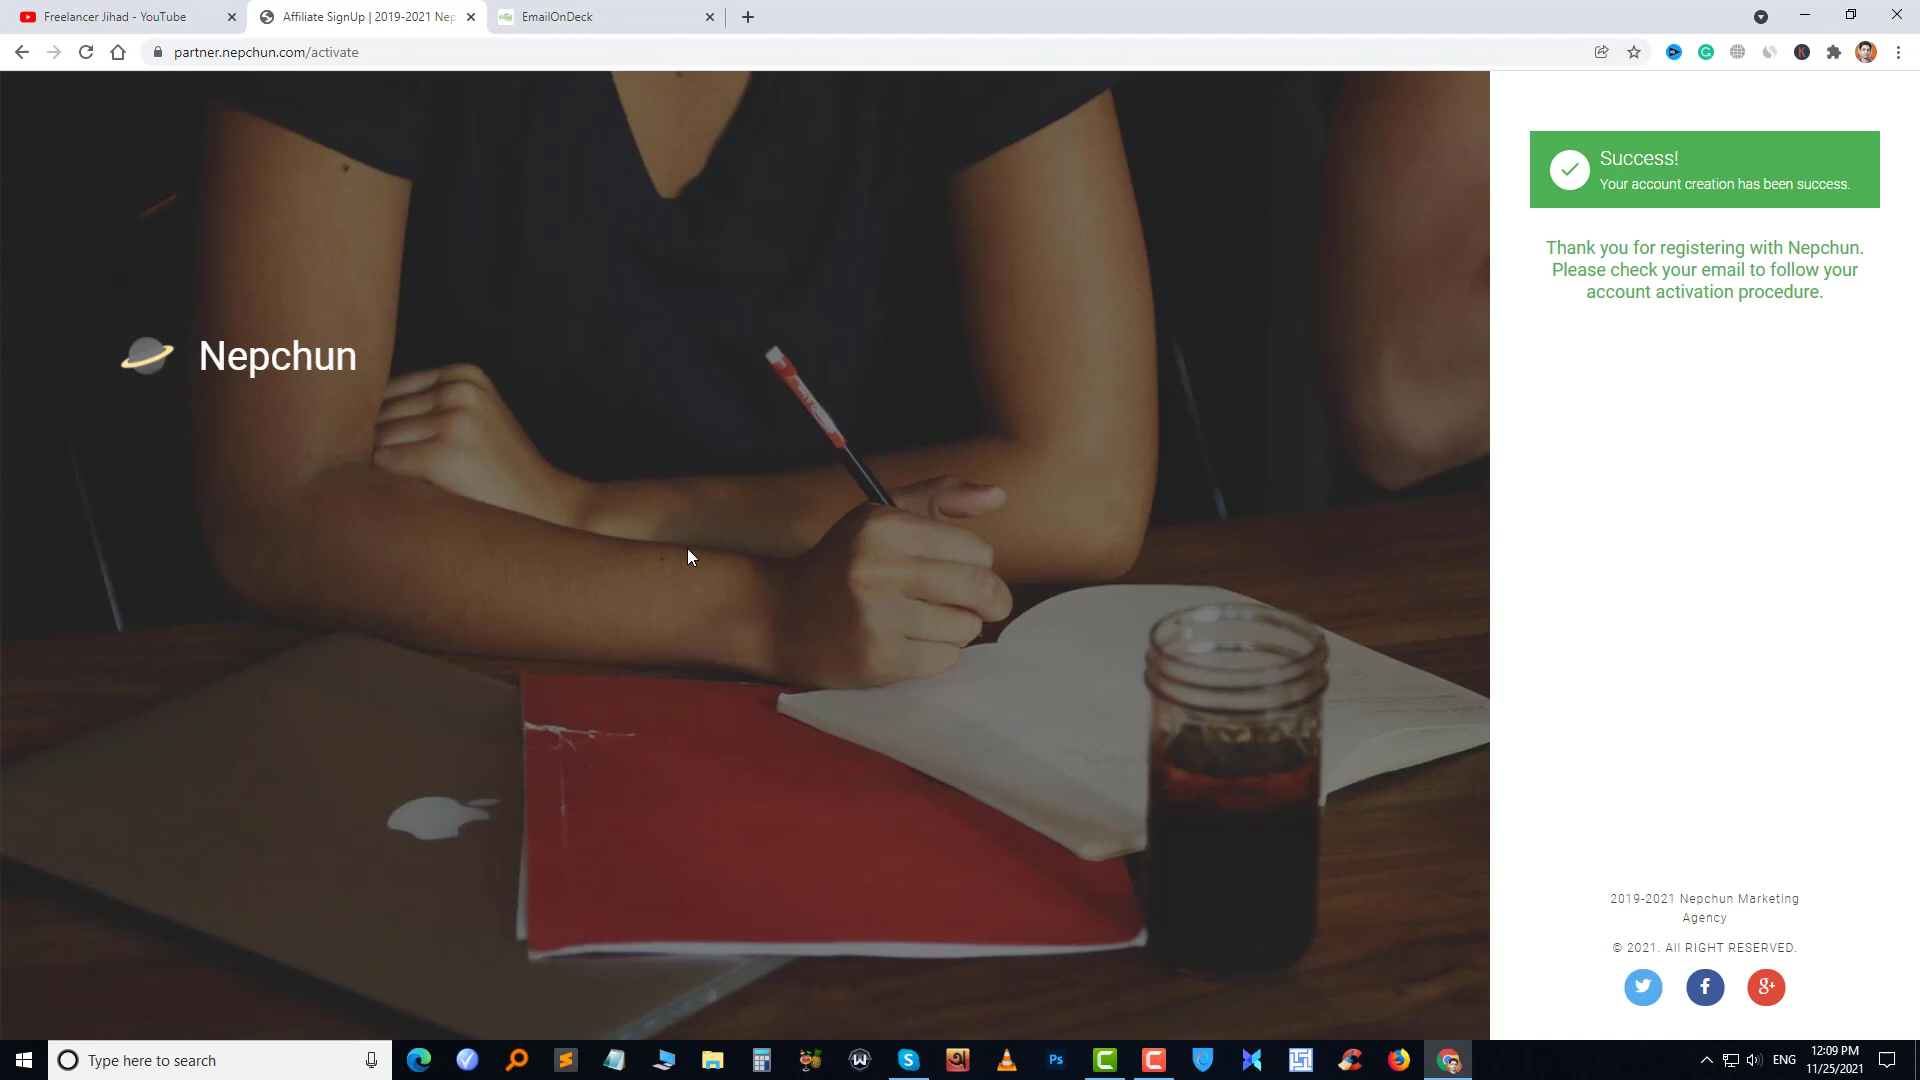 Freelancer Jihad - YouTube
Affiliate SignUp | 2019-2021 Nep
EmailOnDeck
partner.nepchun.com/activate
Success!
Your account creation has been success.
Thank you for registering with Nepchun.
Please check your email to follow your
account activation procedure.
Nepchun
2019-2021 Nepchun Marketing
Agency
© 2021. All RIGHT RESERVED.
Type here to search
Ps
ENG
12:09 PM
11/25/2021